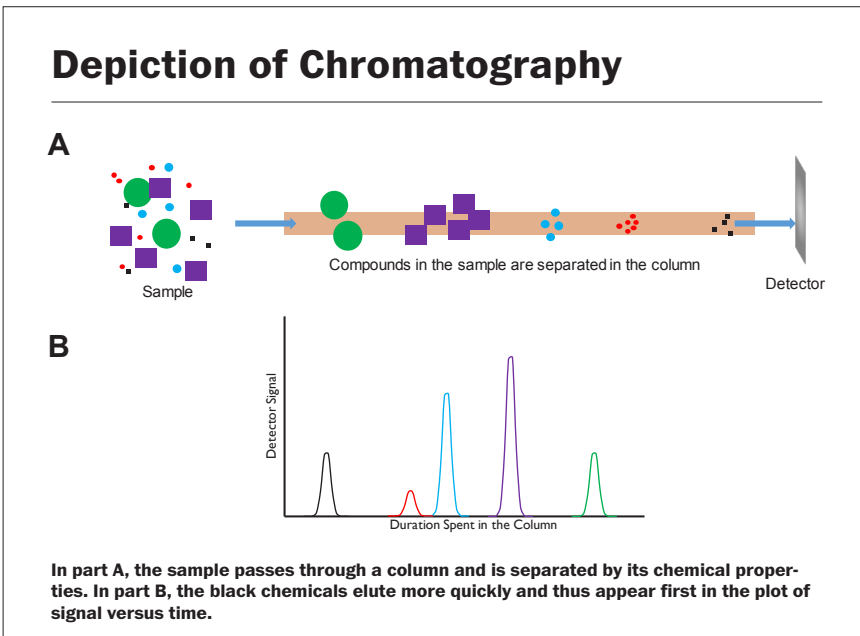 Depiction of Chromatography
A
Sample
Compounds in the sample are separated in the column
Detector
B
Detector Signal
Duration Spent in the Column
In part A, the sample passes through a column and is separated by its chemical proper-
ties. In part B, the black chemicals elute more quickly and thus appear first in the plot of
signal versus time.